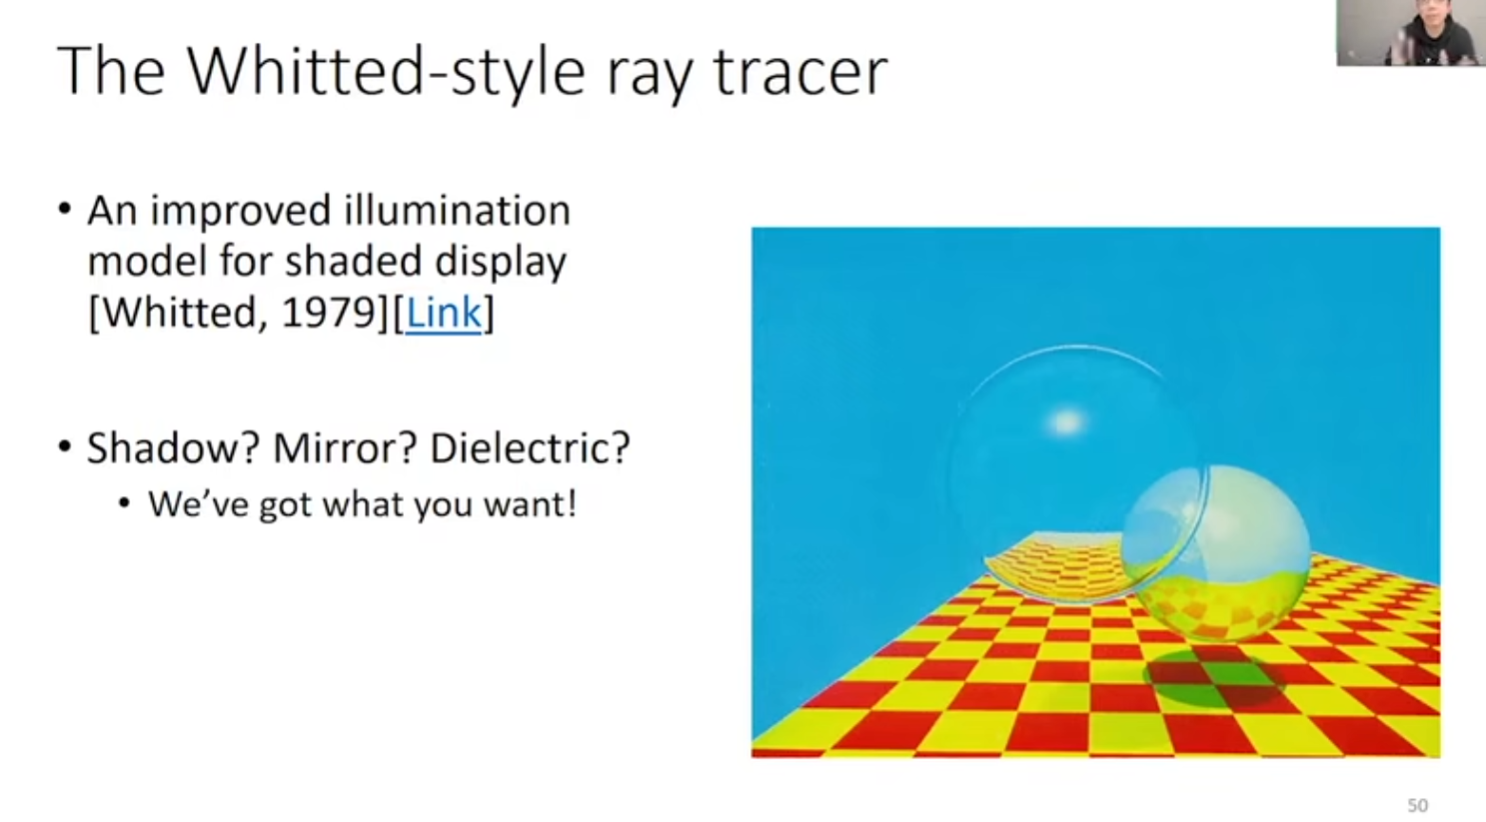 The Whitted-style ray tracer
• An improved illumination
model for shaded display
[Whitted, 1979][Link]
• Shadow? Mirror? Dielectric?
• We’ve got what you want!
50